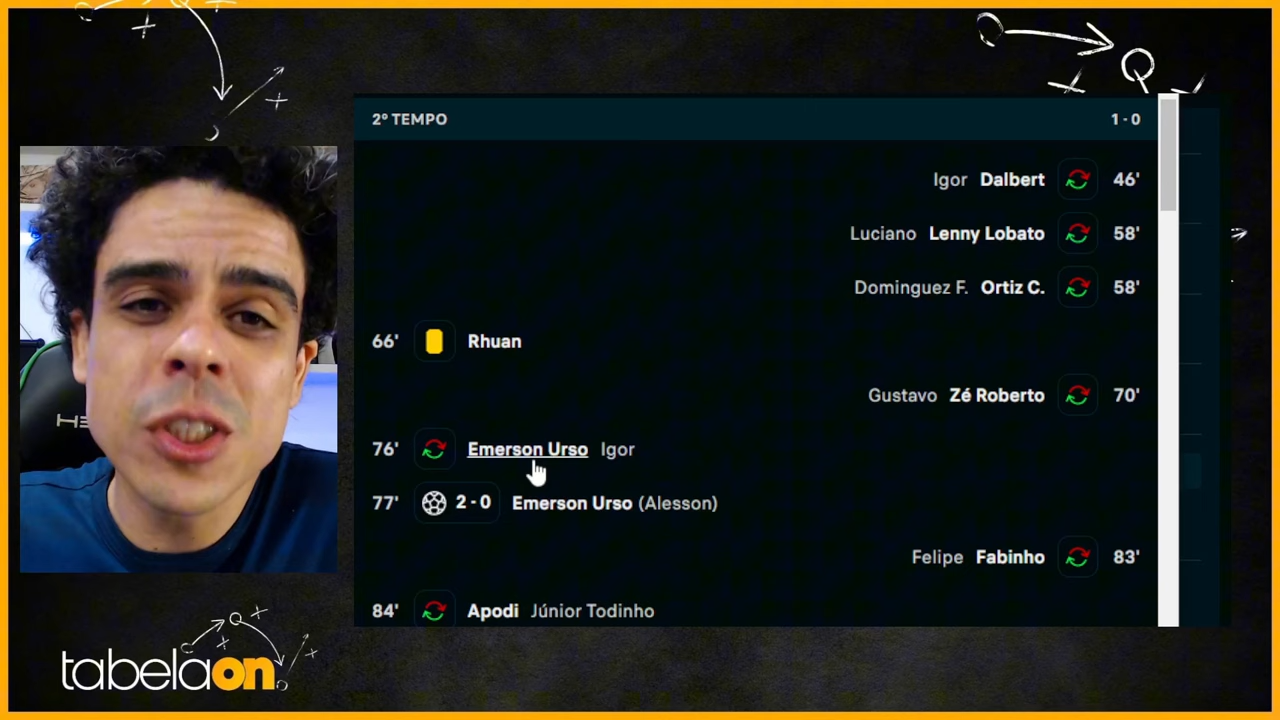 2º TEMPO 1 - 0
Igor Dalbert 46'
Luciano Lenny Lobato 58'
Dominguez F. Ortiz C. 58'
66' Rhuan
Gustavo Zé Roberto 70'
76' Emerson Urso Igor
77' 2 - 0 Emerson Urso (Alesson)
Felipe Fabinho 83'
84' Apodi Júnior Todinho
tabelaon